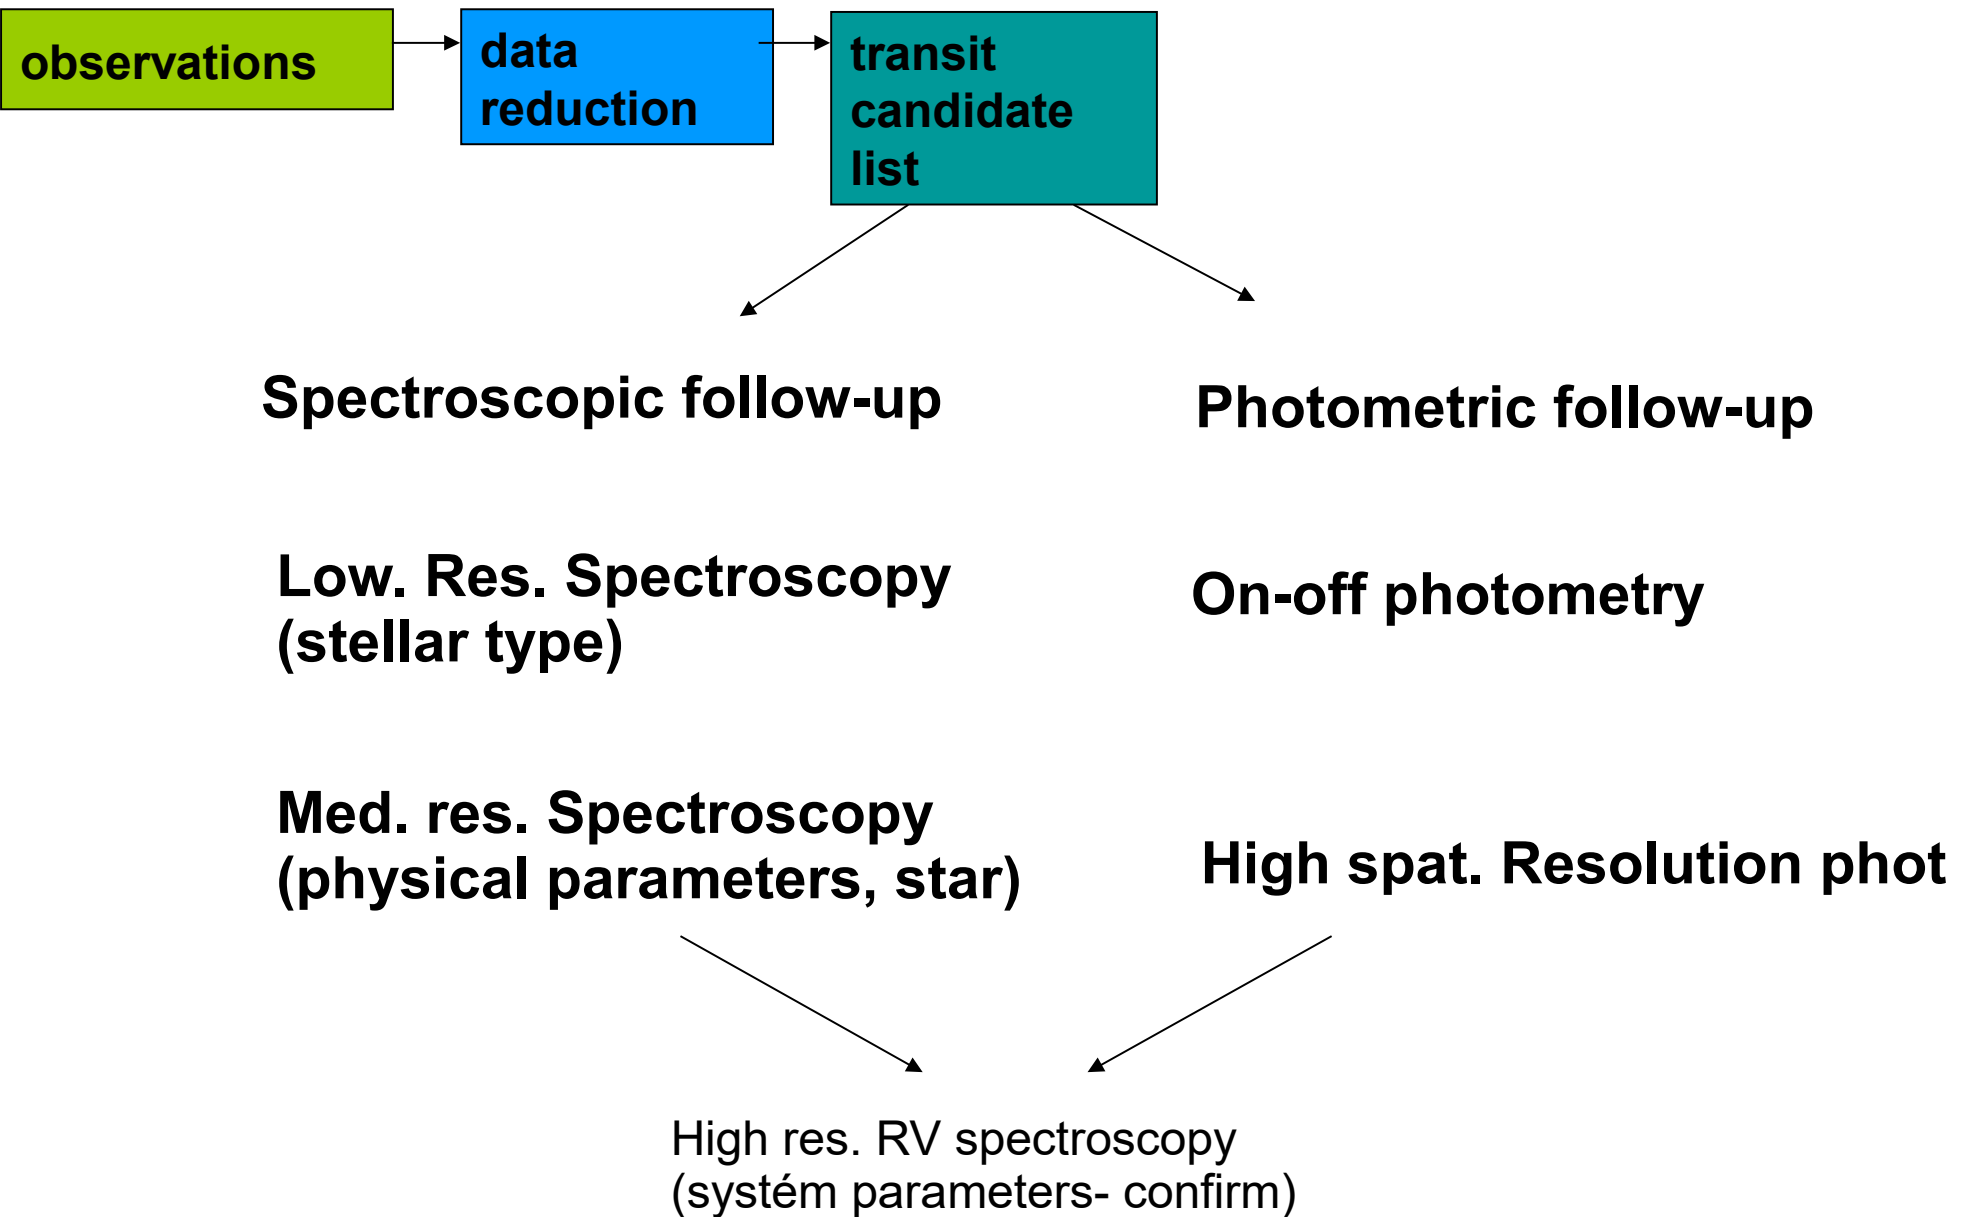 observations
data
reduction
transit
candidate
list
Spectroscopic follow-up
Photometric follow-up
Low. Res. Spectroscopy
(stellar type)
On-off photometry
Med. res. Spectroscopy
(physical parameters, star)
High spat. Resolution phot
High res. RV spectroscopy
(systém parameters- confirm)